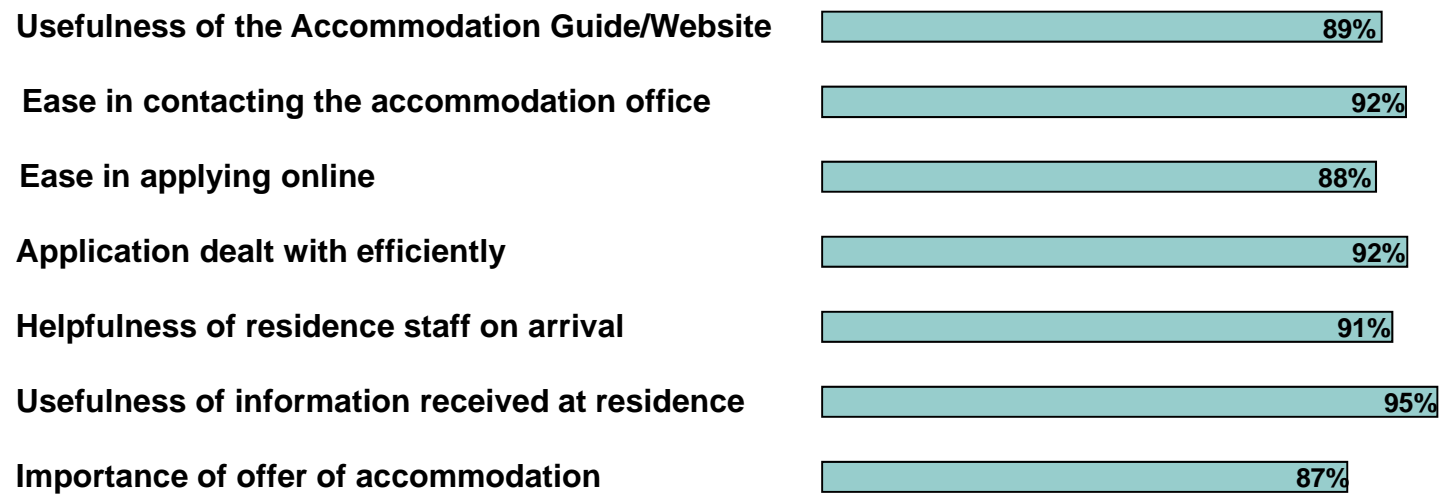 Usefulness of the Accommodation Guide/Website 89%
Ease in contacting the accommodation office 92%
Ease in applying online 88%
Application dealt with efficiently 92%
Helpfulness of residence staff on arrival 91%
Usefulness of information received at residence 95%
Importance of offer of accommodation 87%